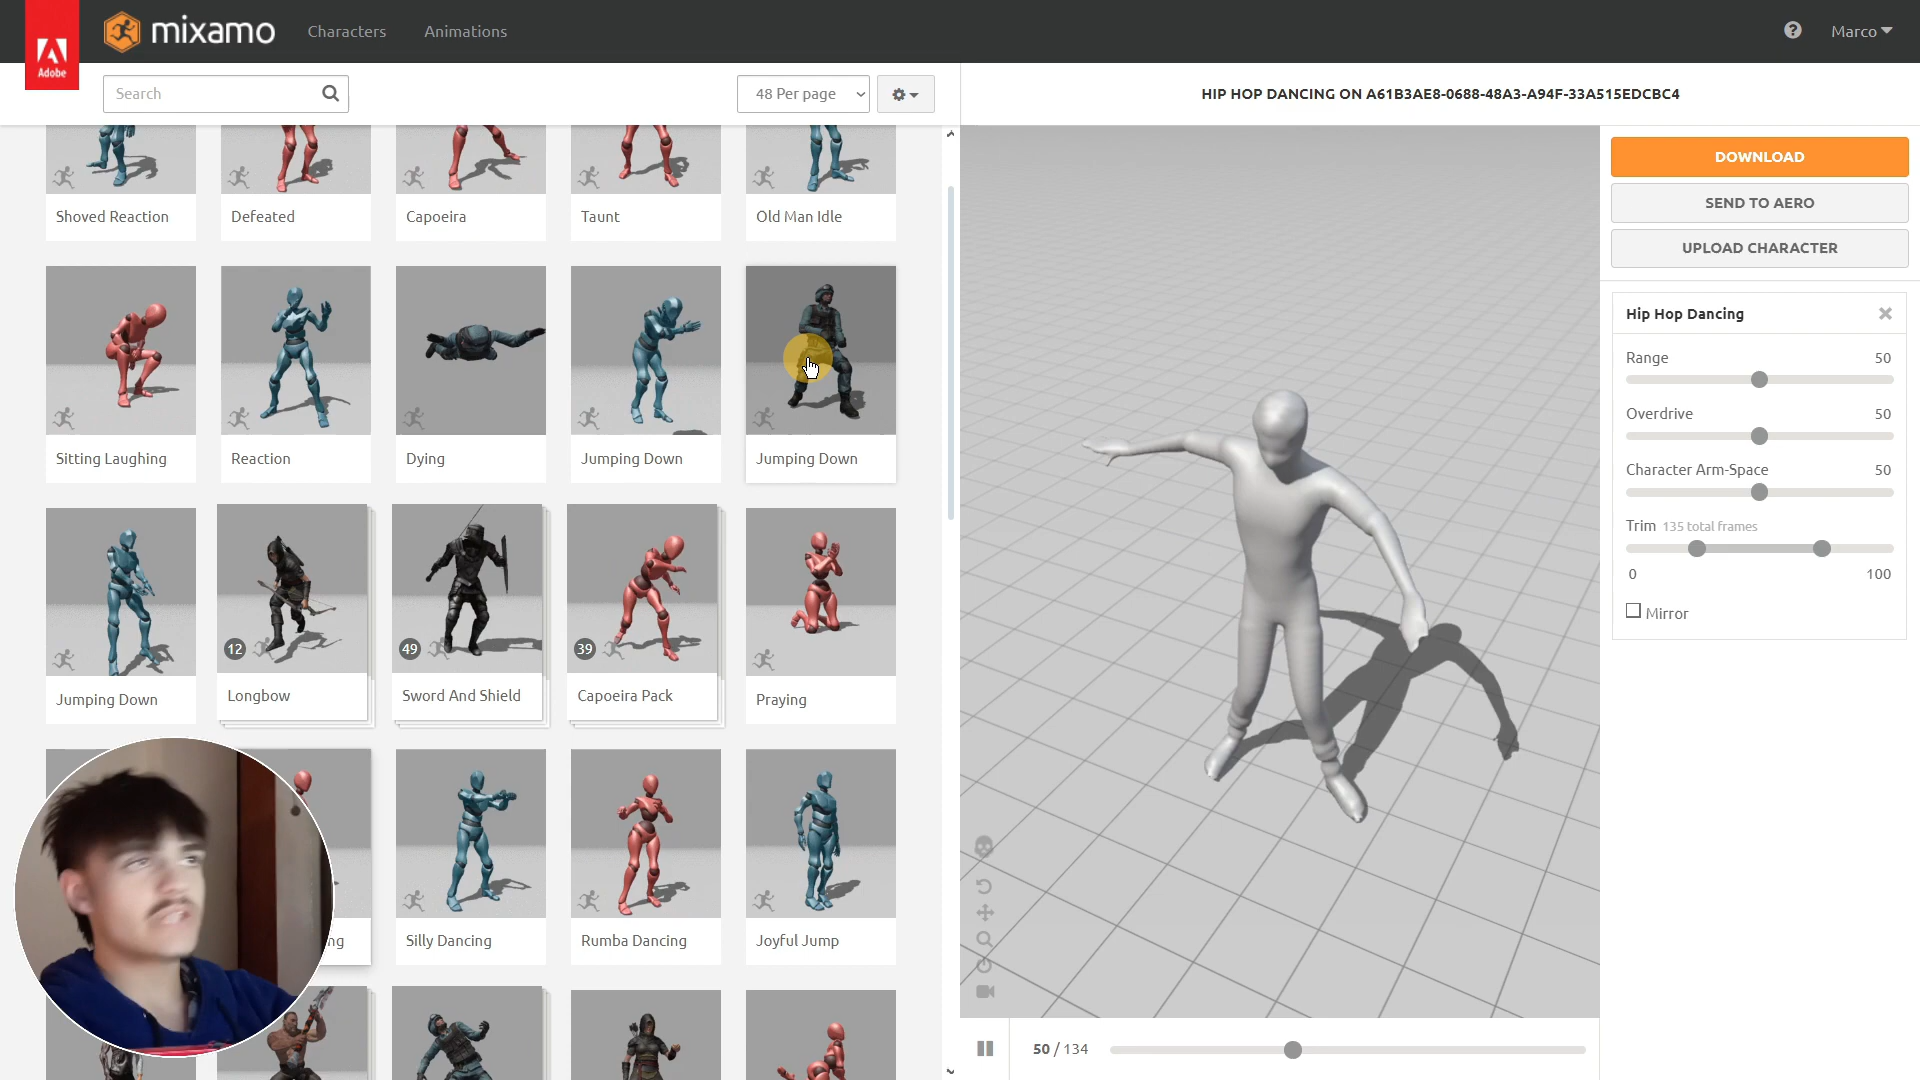 Adobe
mixamo
Characters
Animations
Marco
Search
48 Per page
HIP HOP DANCING ON A61B3AE8-0688-48A3-A94F-33A515EDCBC4
Shoved Reaction
Defeated
Capoeira
Taunt
Old Man Idle
Sitting Laughing
Reaction
Dying
Jumping Down
Jumping Down
12
49
39
Jumping Down
Longbow
Sword And Shield
Capoeira Pack
Praying
ng
Silly Dancing
Rumba Dancing
Joyful Jump
DOWNLOAD
SEND TO AERO
UPLOAD CHARACTER
Hip Hop Dancing
Range 50
Overdrive 50
Character Arm-Space 50
Trim 135 total frames
0 100
Mirror
50 / 134